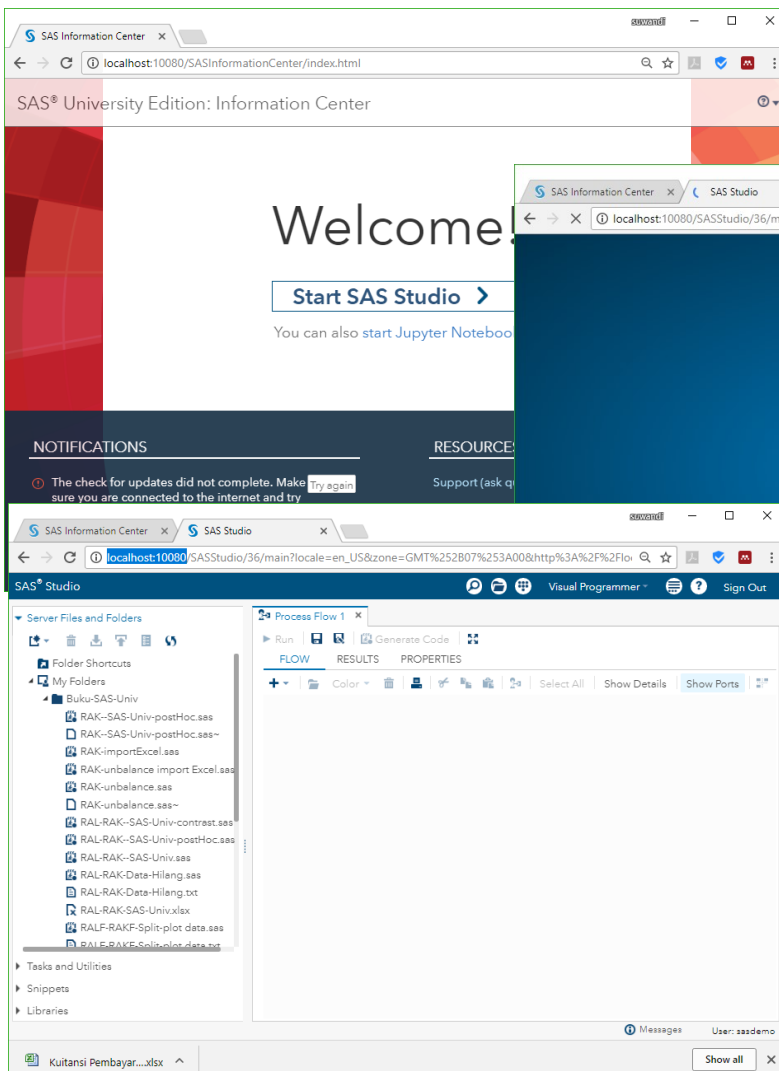 suwandi
SAS Information Center
localhost:10080/SASInformationCenter/index.html
SAS® University Edition: Information Center
SAS Information Center
SAS Studio
localhost:10080/SASStudio/36/m
Welcome!
Start SAS Studio
You can also start Jupyter Noteboo
NOTIFICATIONS
RESOURCES
The check for updates did not complete. Make
sure you are connected to the internet and try
Try again
Support (ask qu
suwandi
SAS Information Center
SAS Studio
localhost:10080/SASStudio/36/main?locale=en_US&zone=GMT%252B07%253A00&http%3A%2F%2Flo
SAS® Studio
Visual Programmer
Sign Out
Server Files and Folders
Folder Shortcuts
My Folders
Buku-SAS-Univ
RAK--SAS-Univ-postHoc.sas
RAK--SAS-Univ-postHoc.sas~
RAK-importExcel.sas
RAK-unbalance import Excel.sas
RAK-unbalance.sas
RAK-unbalance.sas~
RAL-RAK--SAS-Univ-contrast.sas
RAL-RAK--SAS-Univ-postHoc.sas
RAL-RAK--SAS-Univ.sas
RAL-RAK-Data-Hilang.sas
RAL-RAK-Data-Hilang.txt
RAL-RAK-SAS-Univ.xlsx
RALF-RAKF-Split-plot data.sas
RALF-RAKF-Split-plot data.txt
Tasks and Utilities
Snippets
Libraries
Process Flow 1
Run
Generate Code
FLOW RESULTS PROPERTIES
Color
Select All
Show Details
Show Ports
Messages
User: sasdemo
Kuitansi Pembayar....xlsx
Show all